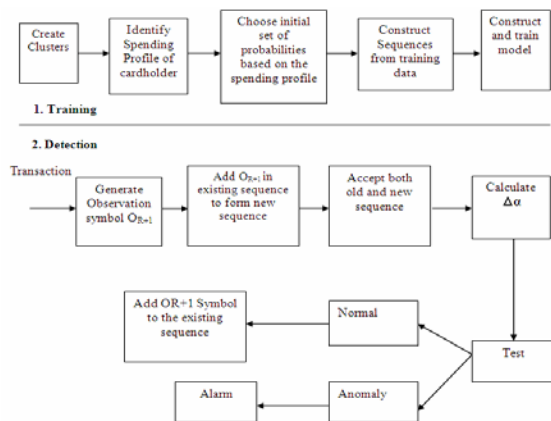 Create
Clusters
Identify
Spending
Profile of
cardholder
Choose initial
set of
probabilities
based on the
spending profile
Construct
Sequences
from training
data
Construct
and train
model
1. Training
2. Detection
Transaction
Generate
Observation
symbol OR+1
Add OR+1 in
existing sequence
to form new
sequence
Accept both
old and new
sequence
Calculate
Δα
Add OR+1 Symbol
to the existing
sequence
Normal
Test
Alarm
Anomaly